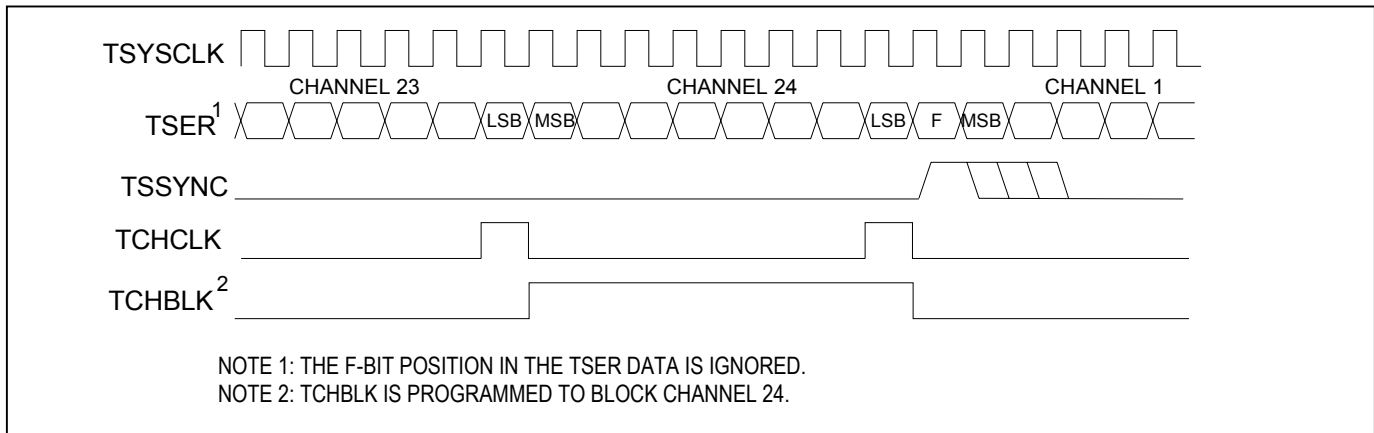 TSYSCLK
CHANNEL 23 CHANNEL 24 CHANNEL 1
TSER1 LSB MSB LSB F MSB
TSSYNC
TCHCLK
TCHBLK2
NOTE 1: THE F-BIT POSITION IN THE TSER DATA IS IGNORED.
NOTE 2: TCHBLK IS PROGRAMMED TO BLOCK CHANNEL 24.